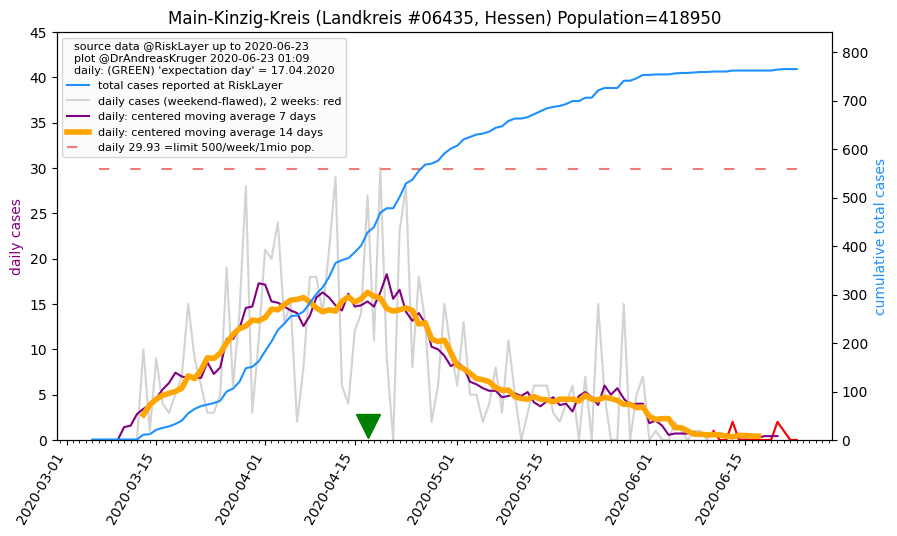 Main-Kinzig-Kreis (Landkreis #06435, Hessen) Population=418950
source data @RiskLayer up to 2020-06-23
plot @DrAndreasKruger 2020-06-23 01:09
daily: (GREEN) 'expectation day' = 17.04.2020
total cases reported at RiskLayer
daily cases (weekend-flawed), 2 weeks: red
daily: centered moving average 7 days
daily: centered moving average 14 days
daily 29.93 =limit 500/week/1mio pop.
daily cases
45
40
35
30
25
20
15
10
5
0
cumulative total cases
800
700
600
500
400
300
200
100
0
2020-03-01
2020-03-15
2020-04-01
2020-04-15
2020-05-01
2020-05-15
2020-06-01
2020-06-15